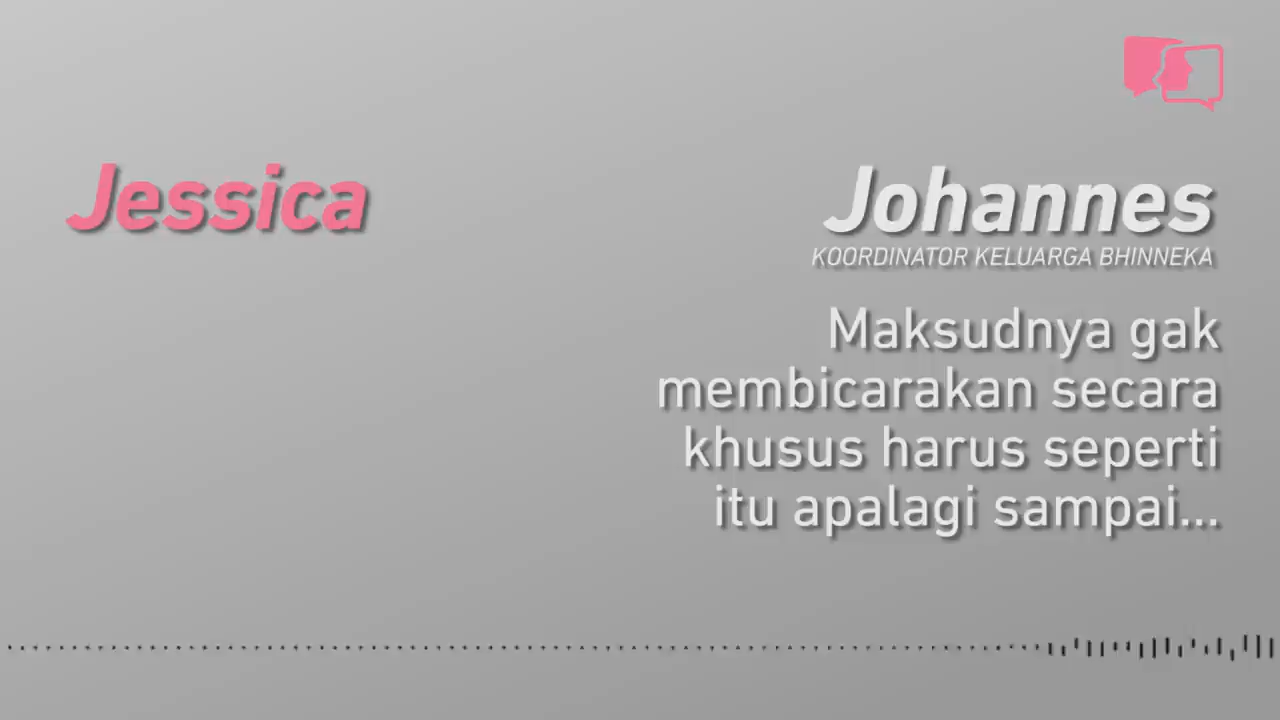 Jessica
Johannes
KOORDINATOR KELUARGA BHINNEKA
Maksudnya gak
membicarakan secara
khusus harus seperti
itu apalagi sampai...